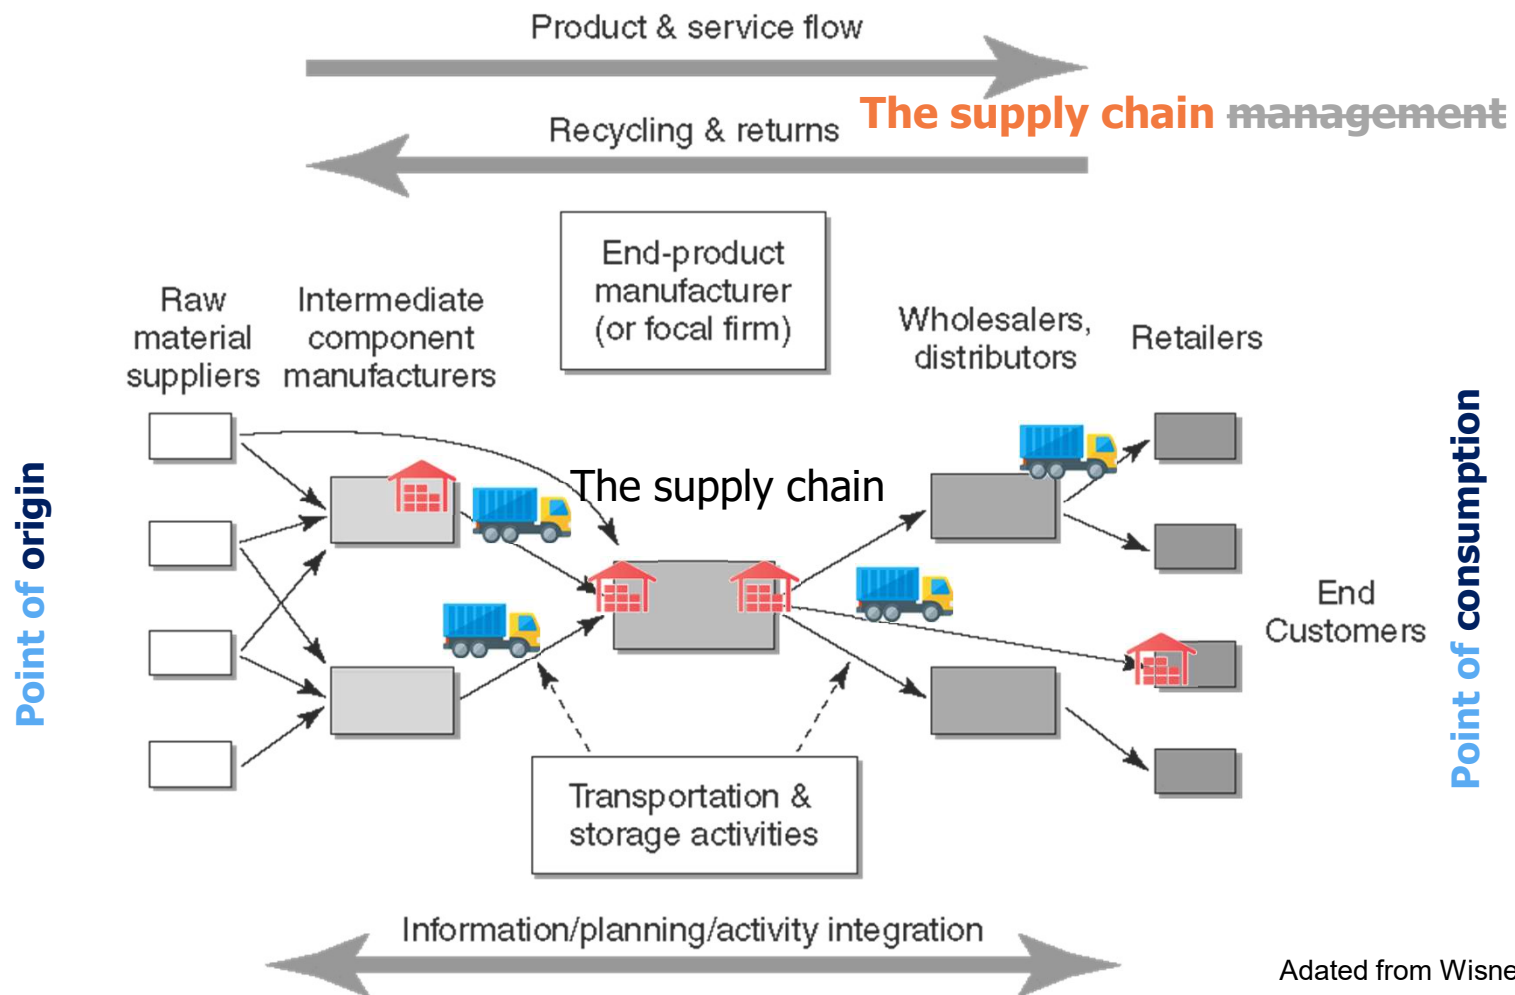 Product & service flow
The supply chain management
Recycling & returns
End-product
manufacturer
(or focal firm)
Raw
material
suppliers
Intermediate
component
manufacturers
Wholesalers,
distributors
Retailers
Point of origin
The supply chain
Point of consumption
End
Customers
Transportation &
storage activities
Information/planning/activity integration
Adated from Wisne